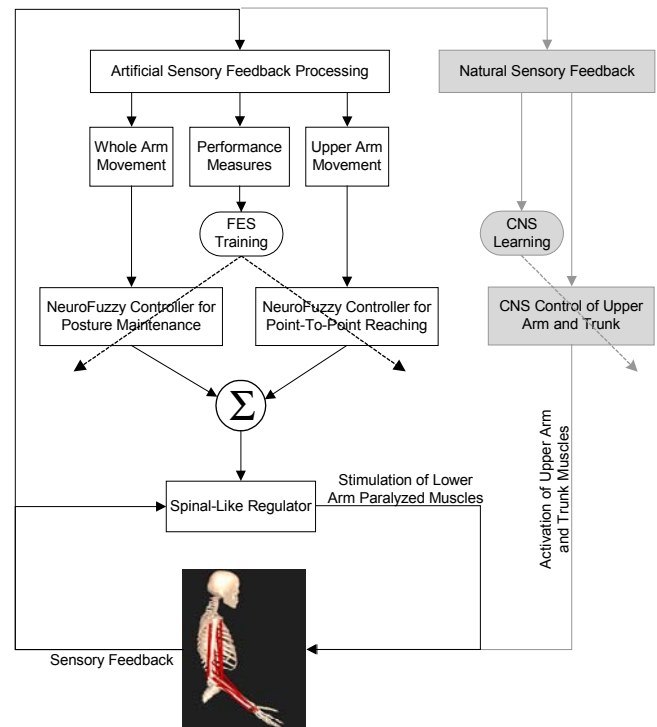 Artificial Sensory Feedback Processing
Natural Sensory Feedback
Whole Arm
Movement
Performance
Measures
Upper Arm
Movement
FES
Training
CNS
Learning
NeuroFuzzy Controller for
Posture Maintenance
NeuroFuzzy Controller for
Point-To-Point Reaching
CNS Control of Upper
Arm and Trunk
Σ
Spinal-Like Regulator
Stimulation of Lower
Arm Paralyzed Muscles
Activation of Upper Arm
and Trunk Muscles
Sensory Feedback